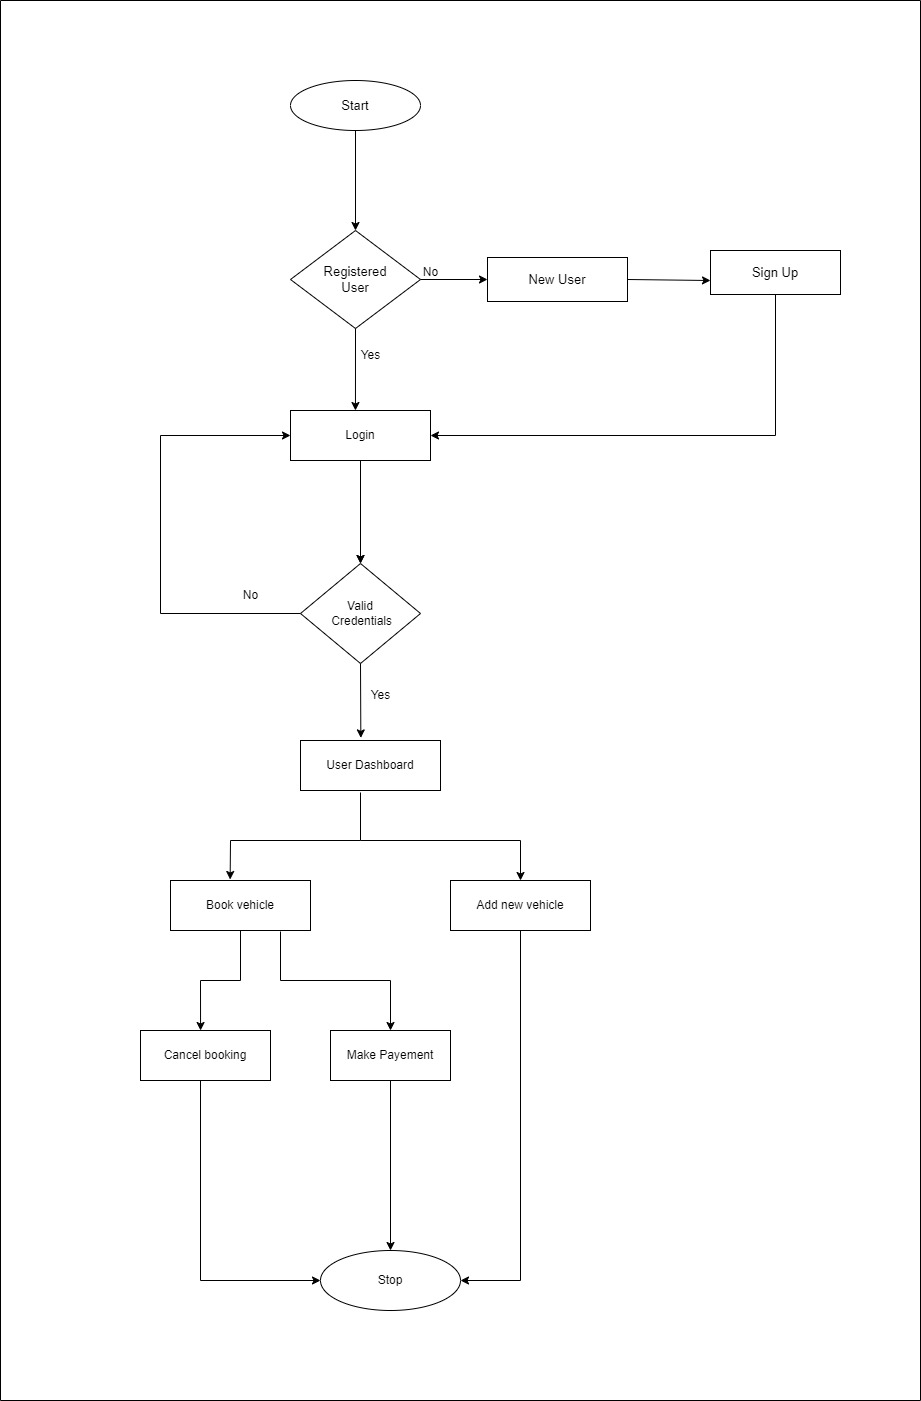 Start
Registered
User
No
New User
Sign Up
Yes
Login
No
Valid
Credentials
Yes
User Dashboard
Book vehicle
Add new vehicle
Cancel booking
Make Payement
Stop